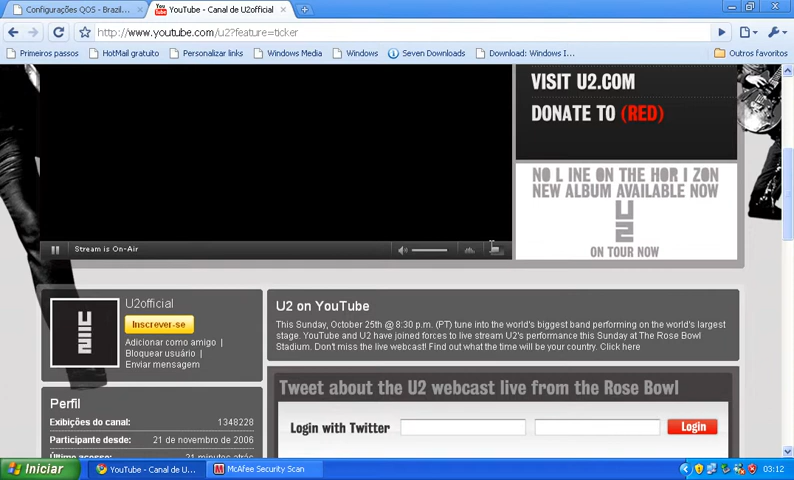 Configurações QOS - Brazil...
YouTube - Canal de U2official
http://www.youtube.com/u2?feature=ticker
Primeiros passos
HotMail gratuito
Personalizar links
Windows Media
Windows
Seven Downloads
Download: Windows I...
Outros favoritos
VISIT U2.COM
DONATE TO (RED)
NO LINE ON THE HORIZON
NEW ALBUM AVAILABLE NOW
U2
ON TOUR NOW
Stream is On-Air
U2official
Inscrever-se
Adicionar como amigo |
Bloquear usuário |
Enviar mensagem
U2 on YouTube
This Sunday, October 25th @ 8:30 p.m. (PT) tune into the world's biggest band performing on the world's largest
stage. YouTube and U2 have joined forces to live stream U2's performance this Sunday at The Rose Bowl
Stadium. Don't miss the live webcast! Find out what the time will be your country. Click here
Perfil
Exibições do canal: 1348228
Participante desde: 21 de novembro de 2006
Último acesso: 21 minutos atrás
Tweet about the U2 webcast live from the Rose Bowl
Login with Twitter
Login
Iniciar
YouTube - Canal de U...
McAfee Security Scan
03:12